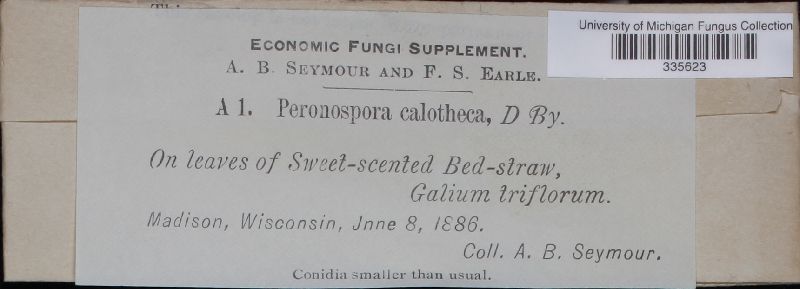 University of Michigan Fungus Collection
335623
ECONOMIC FUNGI SUPPLEMENT.
A. B. SEYMOUR AND F. S. EARLE.
A 1. Peronospora calotheca, D By.
On leaves of Sweet-scented Bed-straw,
Galium triflorum.
Madison, Wisconsin, Jnne 8, 1886.
Coll. A. B. Seymour.
Conidia smaller than usual.